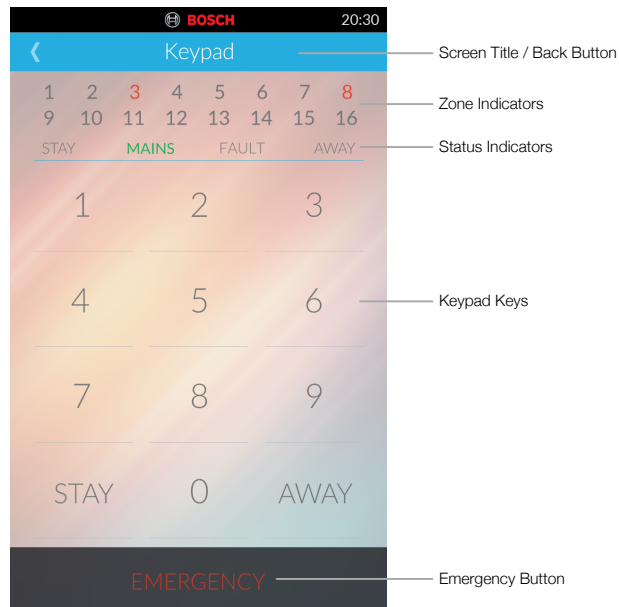 BOSCH 20:30
Keypad
Screen Title / Back Button
1 2 3 4 5 6 7 8
Zone Indicators
9 10 11 12 13 14 15 16
STAY MAINS FAULT AWAY
Status Indicators
1 2 3
4 5 6
Keypad Keys
7 8 9
STAY 0 AWAY
EMERGENCY
Emergency Button